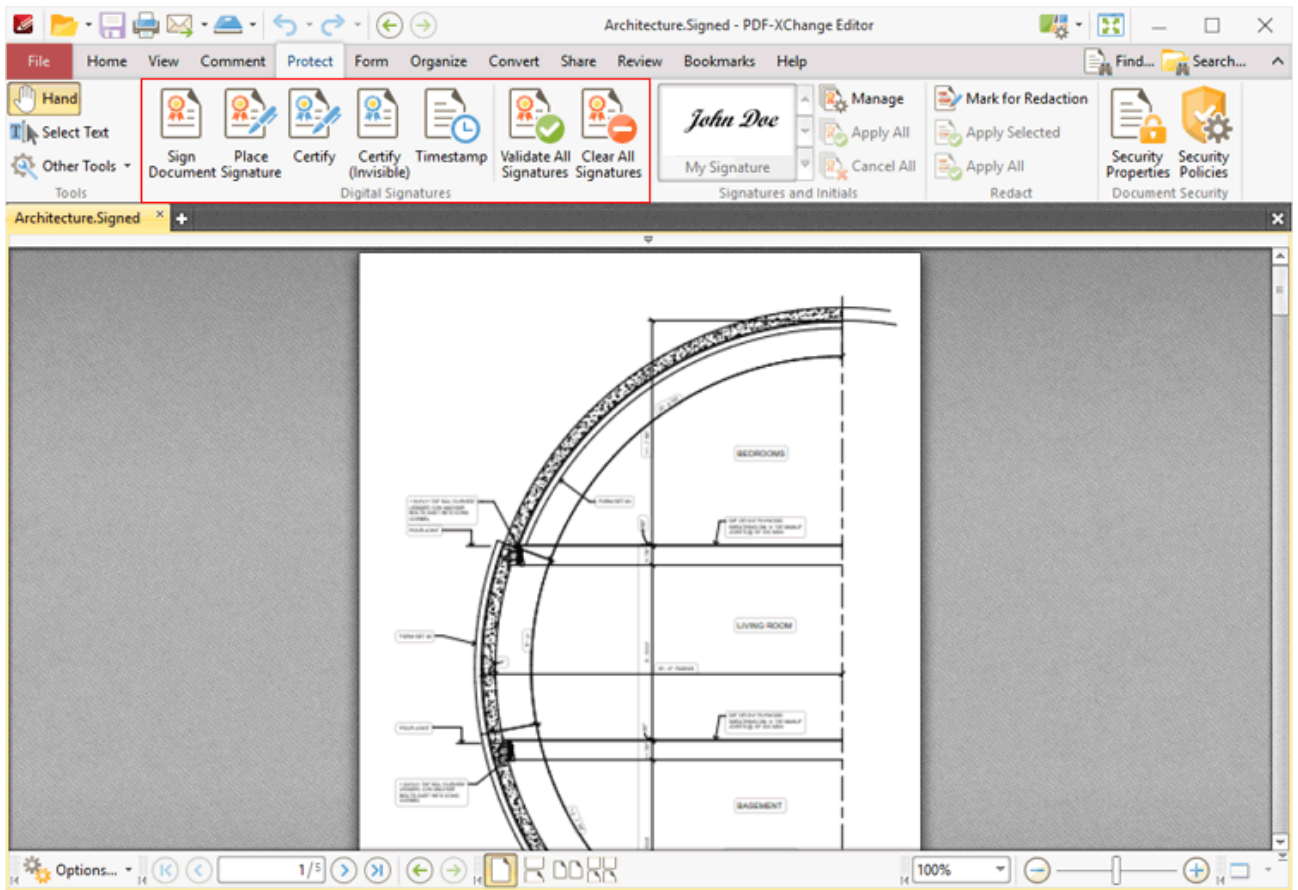 Architecture.Signed - PDF-XChange Editor
File Home View Comment Protect Form Organize Convert Share Review Bookmarks Help Find... Search...
Hand
Select Text
Other Tools
Tools
Sign Document
Place Signature
Certify
Certify (Invisible)
Timestamp
Validate All Signatures
Clear All Signatures
Digital Signatures
John Doe
My Signature
Manage
Apply All
Cancel All
Signatures and Initials
Mark for Redaction
Apply Selected
Apply All
Redact
Security Properties
Security Policies
Document Security
Architecture.Signed
BEDROOMS
LIVING ROOM
BASEMENT
Options...
1/5
100%